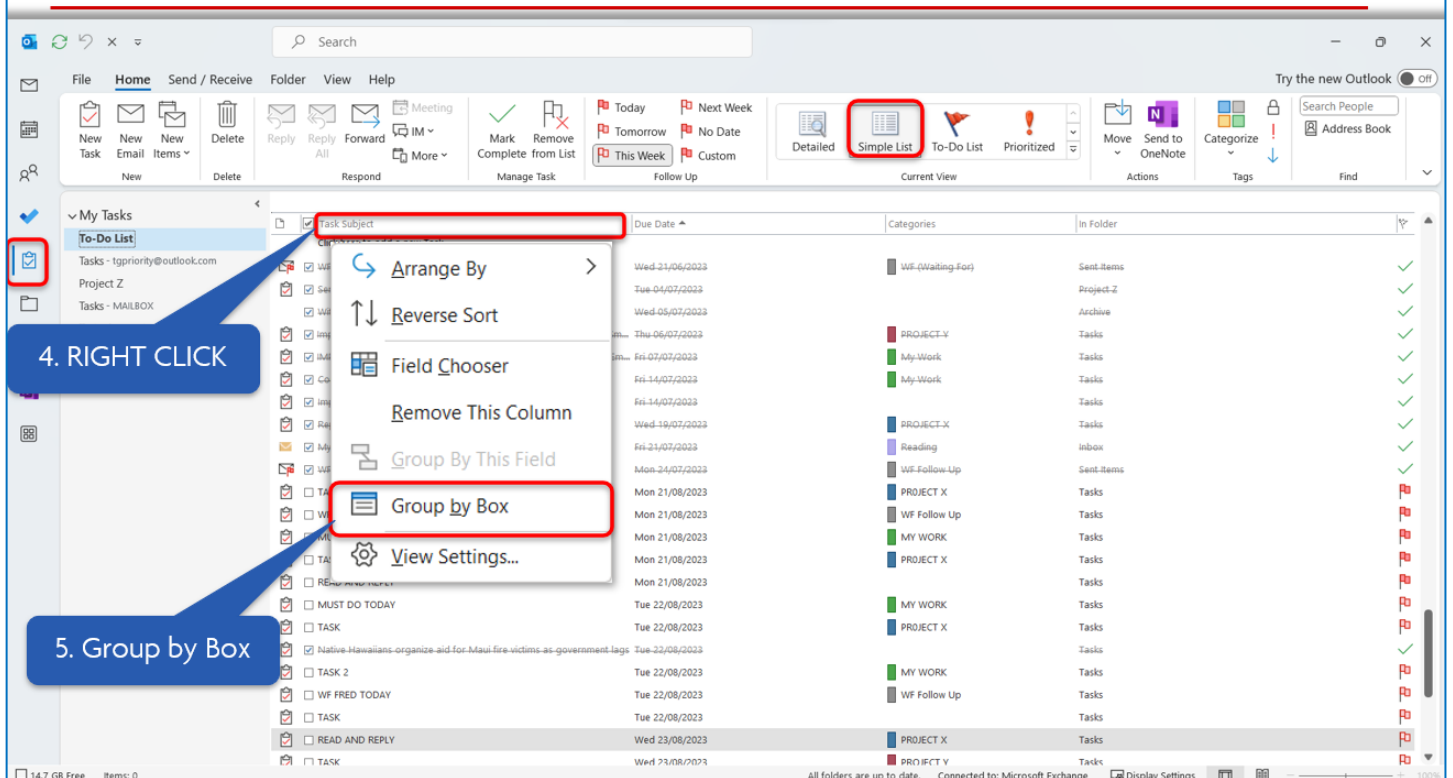 Search
File Home Send / Receive Folder View Help
Try the new Outlook Off
New Task
New Email
New Items
Delete
Reply
Reply All
Forward
Meeting
IM
More
Mark Complete
Remove from List
Today
Tomorrow
This Week
Next Week
No Date
Custom
Detailed
Simple List
To-Do List
Prioritized
Move
Send to OneNote
Categorize
Search People
Address Book
New Delete Respond Manage Task Follow Up Current View Actions Tags Find
My Tasks
To-Do List
Tasks - tgpriority@outlook.com
Project Z
Tasks - MAILBOX
4. RIGHT CLICK
5. Group by Box
Arrange By
Reverse Sort
Field Chooser
Remove This Column
Group By This Field
Group by Box
View Settings...
Task Subject Due Date Categories In Folder
Wed 21/06/2023 WF (Waiting For) Sent Items
Tue 04/07/2023 Project Z
Wed 05/07/2023 Archive
Thu 06/07/2023 PROJECT Y Tasks
Fri 07/07/2023 My Work Tasks
Fri 14/07/2023 My Work Tasks
Fri 14/07/2023 Tasks
Wed 19/07/2023 PROJECT X Tasks
Fri 21/07/2023 Reading Inbox
Mon 24/07/2023 WF Follow Up Sent Items
Mon 21/08/2023 PROJECT X Tasks
Mon 21/08/2023 WF Follow Up Tasks
Mon 21/08/2023 MY WORK Tasks
Mon 21/08/2023 PROJECT X Tasks
READ AND REPLY Mon 21/08/2023 Tasks
MUST DO TODAY Tue 22/08/2023 MY WORK Tasks
TASK Tue 22/08/2023 PROJECT X Tasks
Native Hawaiians organize aid for Maui fire victims as government lags Tue 22/08/2023 Tasks
TASK 2 Tue 22/08/2023 MY WORK Tasks
WF FRED TODAY Tue 22/08/2023 WF Follow Up Tasks
TASK Tue 22/08/2023 Tasks
READ AND REPLY Wed 23/08/2023 PROJECT X Tasks
TASK Wed 23/08/2023 PROJECT Y Tasks
14.7 GB Free Items: 0 All folders are up to date. Connected to: Microsoft Exchange Display Settings 100%